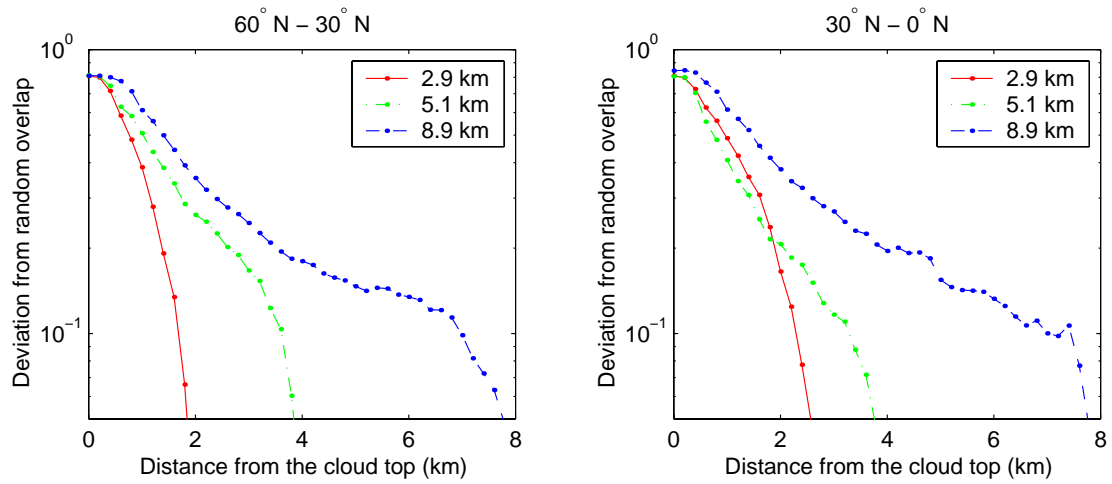 60° N – 30° N
10⁰
10⁻¹
Deviation from random overlap
2.9 km
5.1 km
8.9 km
0 2 4 6 8
Distance from the cloud top (km)
30° N – 0° N
10⁰
10⁻¹
Deviation from random overlap
2.9 km
5.1 km
8.9 km
0 2 4 6 8
Distance from the cloud top (km)